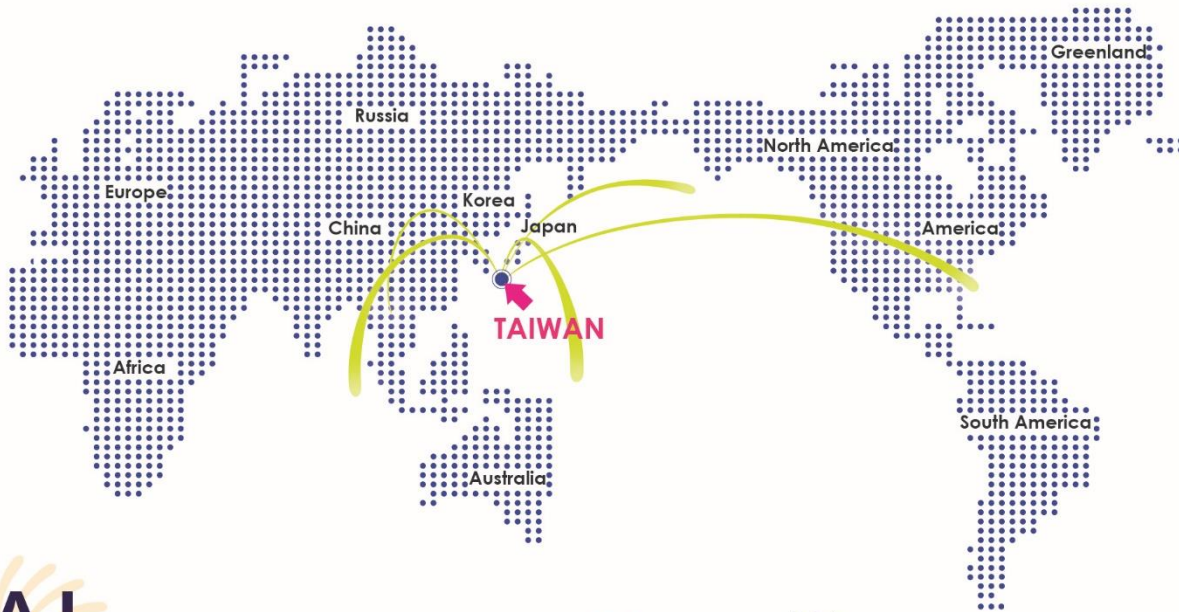 Greenland
Russia
North America
Europe
Korea
China
Japan
America
TAIWAN
Africa
South America
Australia